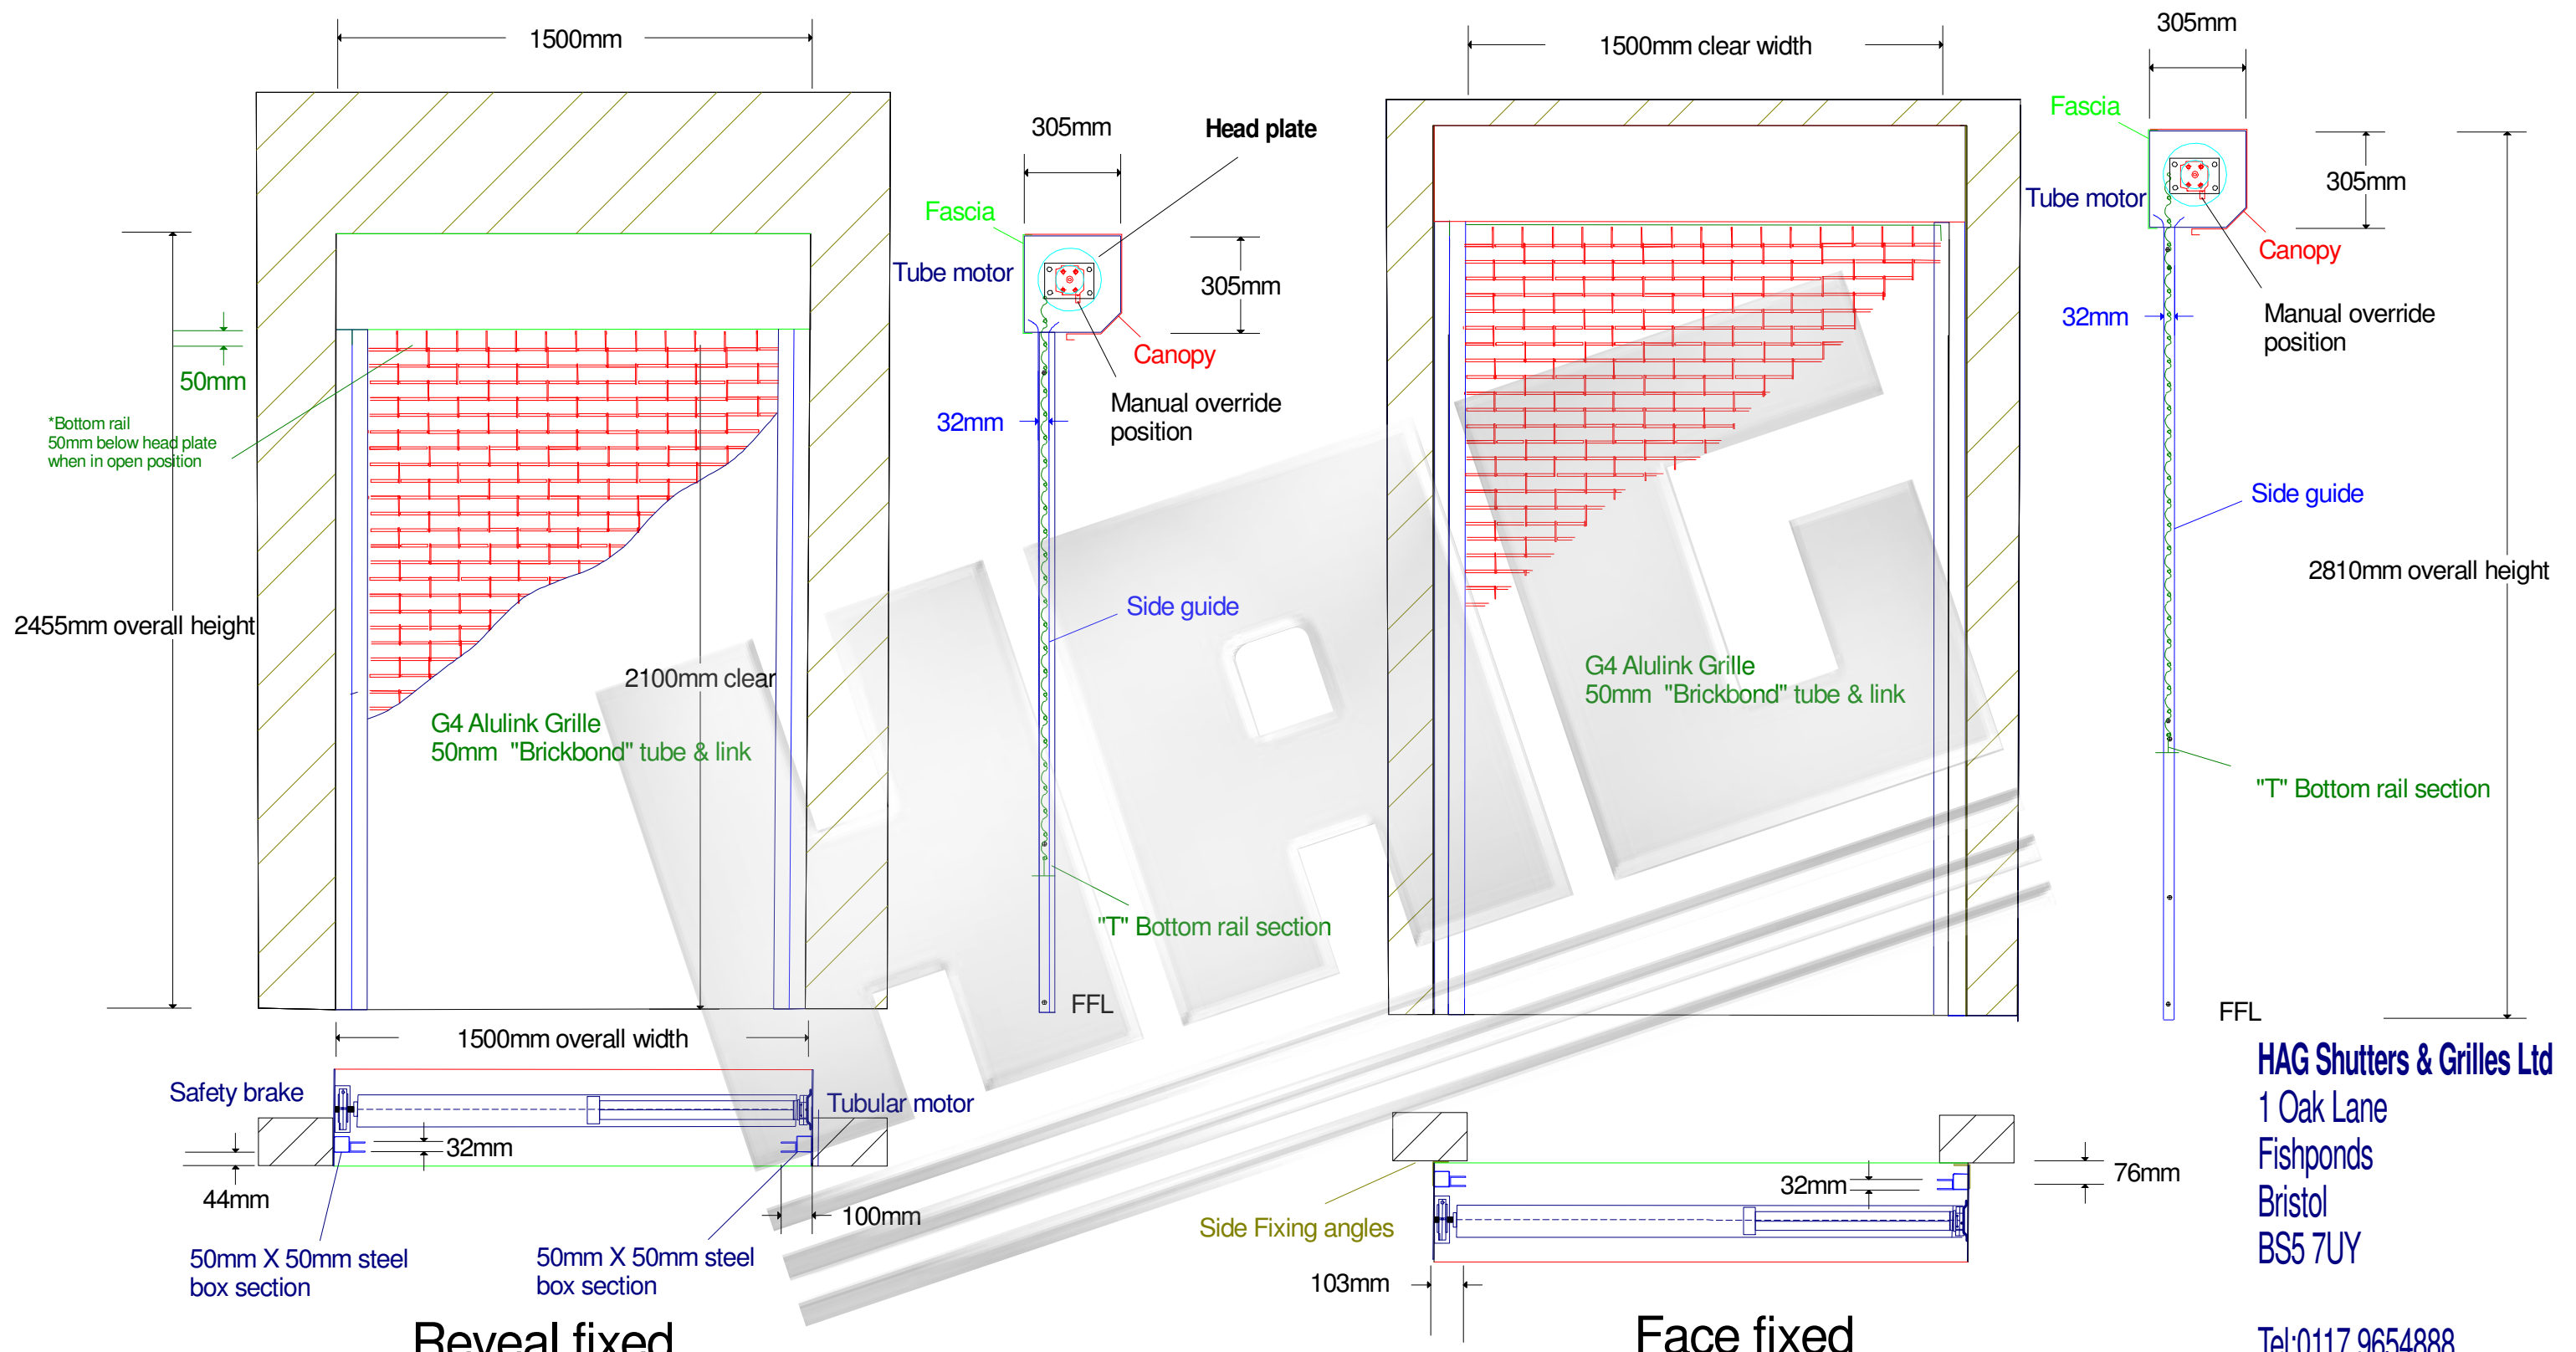 1500mm
305mm
Head plate
Fascia
Tube motor
305mm
Canopy
Manual override
position
32mm
50mm
*Bottom rail
50mm below head plate
when in open position
2455mm overall height
2100mm clear
G4 Alulink Grille
50mm "Brickbond" tube & link
Side guide
"T" Bottom rail section
FFL
1500mm overall width
Safety brake
Tubular motor
32mm
44mm
100mm
50mm X 50mm steel
box section
50mm X 50mm steel
box section
Reveal fixed
1500mm clear width
305mm
Fascia
Tube motor
305mm
Canopy
Manual override
position
32mm
Side guide
2810mm overall height
G4 Alulink Grille
50mm "Brickbond" tube & link
"T" Bottom rail section
FFL
32mm
76mm
Side Fixing angles
103mm
Face fixed
HAG Shutters & Grilles Ltd
1 Oak Lane
Fishponds
Bristol
BS5 7UY
Tel:0117 9654888
HAG